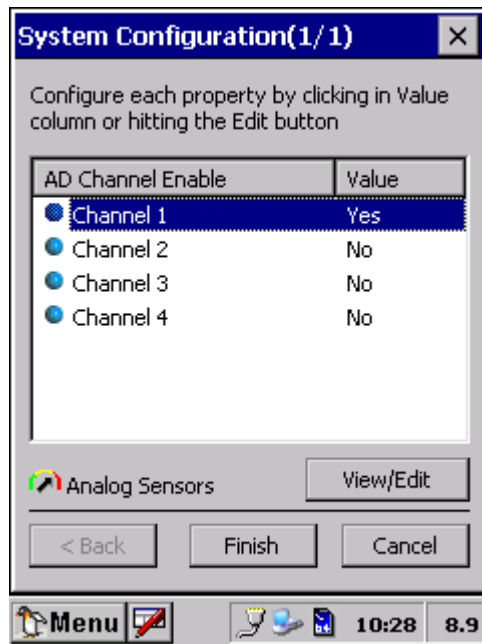 System Configuration(1/1)
Configure each property by clicking in Value
column or hitting the Edit button
AD Channel Enable Value
Channel 1 Yes
Channel 2 No
Channel 3 No
Channel 4 No
Analog Sensors View/Edit
< Back Finish Cancel
Menu 10:28 8.9